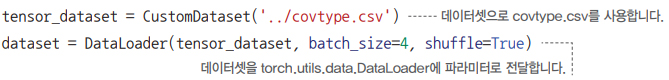 tensor_dataset = CustomDataset('../covtype.csv') 데이터셋으로 covtype.csv를 사용합니다.
dataset = DataLoader(tensor_dataset, batch_size=4, shuffle=True)
데이터셋을 torch.utils.data.DataLoader에 파라미터로 전달합니다.